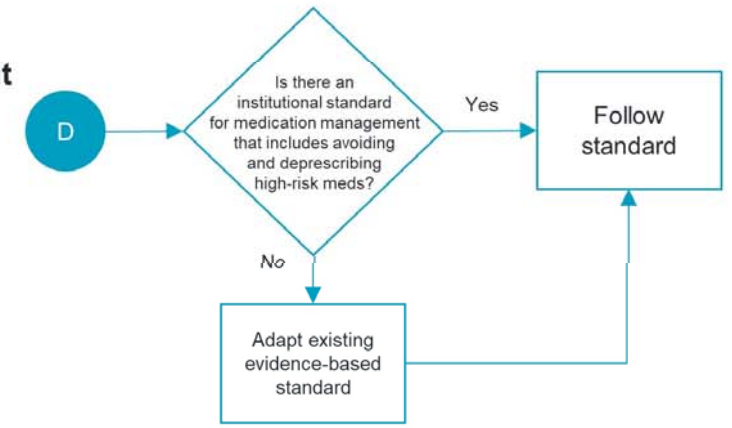 t
D
Is there an
institutional standard
for medication management
that includes avoiding
and deprescribing
high-risk meds?
Yes
Follow
standard
No
Adapt existing
evidence-based
standard